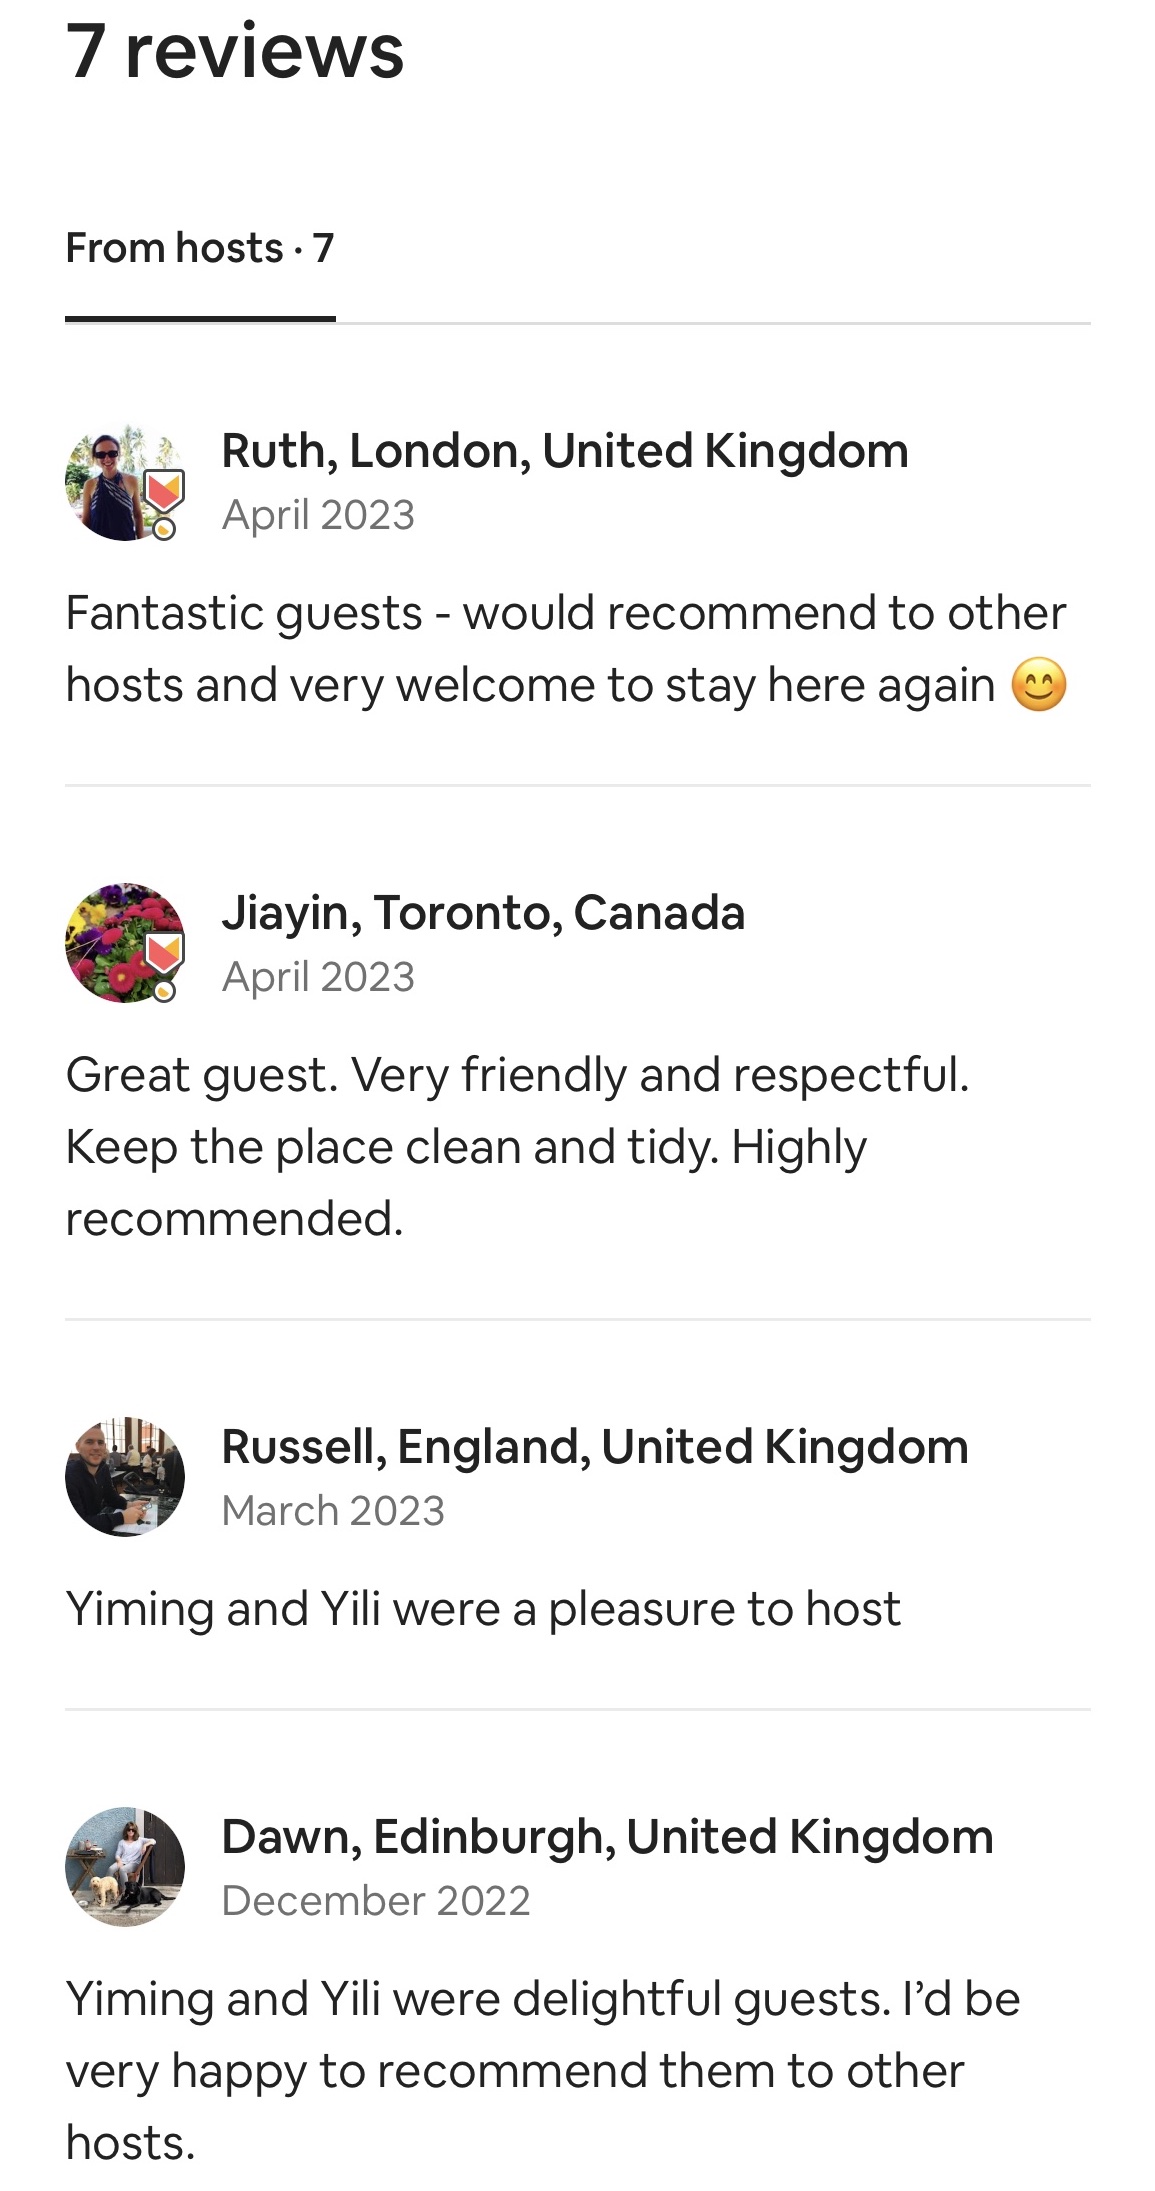 7 reviews
From hosts · 7
Ruth, London, United Kingdom
April 2023
Fantastic guests - would recommend to other
hosts and very welcome to stay here again 😊
Jiayin, Toronto, Canada
April 2023
Great guest. Very friendly and respectful.
Keep the place clean and tidy. Highly
recommended.
Russell, England, United Kingdom
March 2023
Yiming and Yili were a pleasure to host
Dawn, Edinburgh, United Kingdom
December 2022
Yiming and Yili were delightful guests. I’d be
very happy to recommend them to other
hosts.